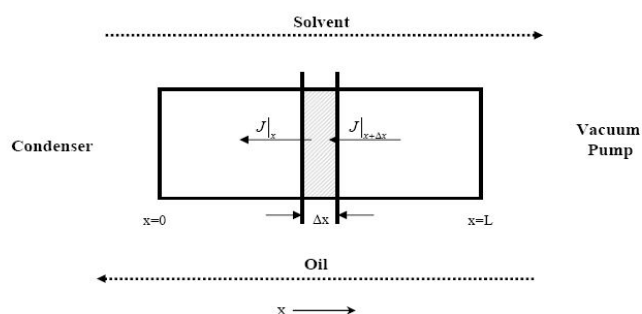 Solvent
J|x
J|x+Δx
Condenser
Vacuum
Pump
x=0
Δx
x=L
Oil
x